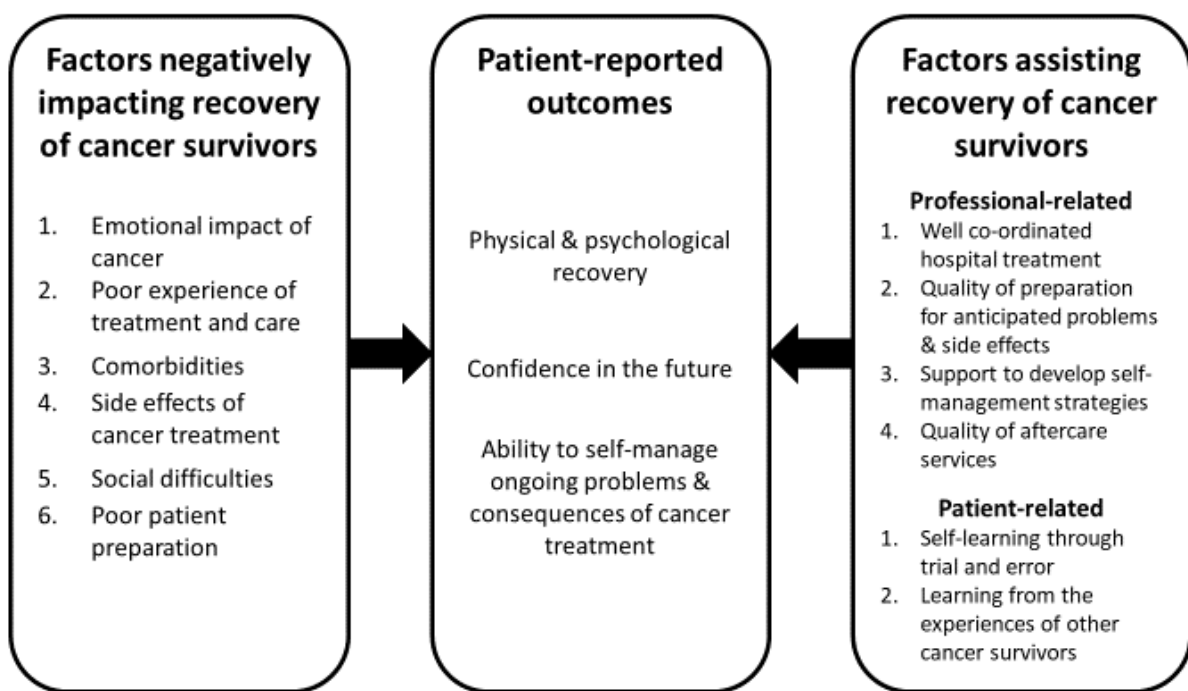 Factors negatively
impacting recovery
of cancer survivors
1. Emotional impact of
cancer
2. Poor experience of
treatment and care
3. Comorbidities
4. Side effects of
cancer treatment
5. Social difficulties
6. Poor patient
preparation
Patient-reported
outcomes
Physical & psychological
recovery
Confidence in the future
Ability to self-manage
ongoing problems &
consequences of cancer
treatment
Factors assisting
recovery of cancer
survivors
Professional-related
1. Well co-ordinated
hospital treatment
2. Quality of preparation
for anticipated problems
& side effects
3. Support to develop self-
management strategies
4. Quality of aftercare
services
Patient-related
1. Self-learning through
trial and error
2. Learning from the
experiences of other
cancer survivors